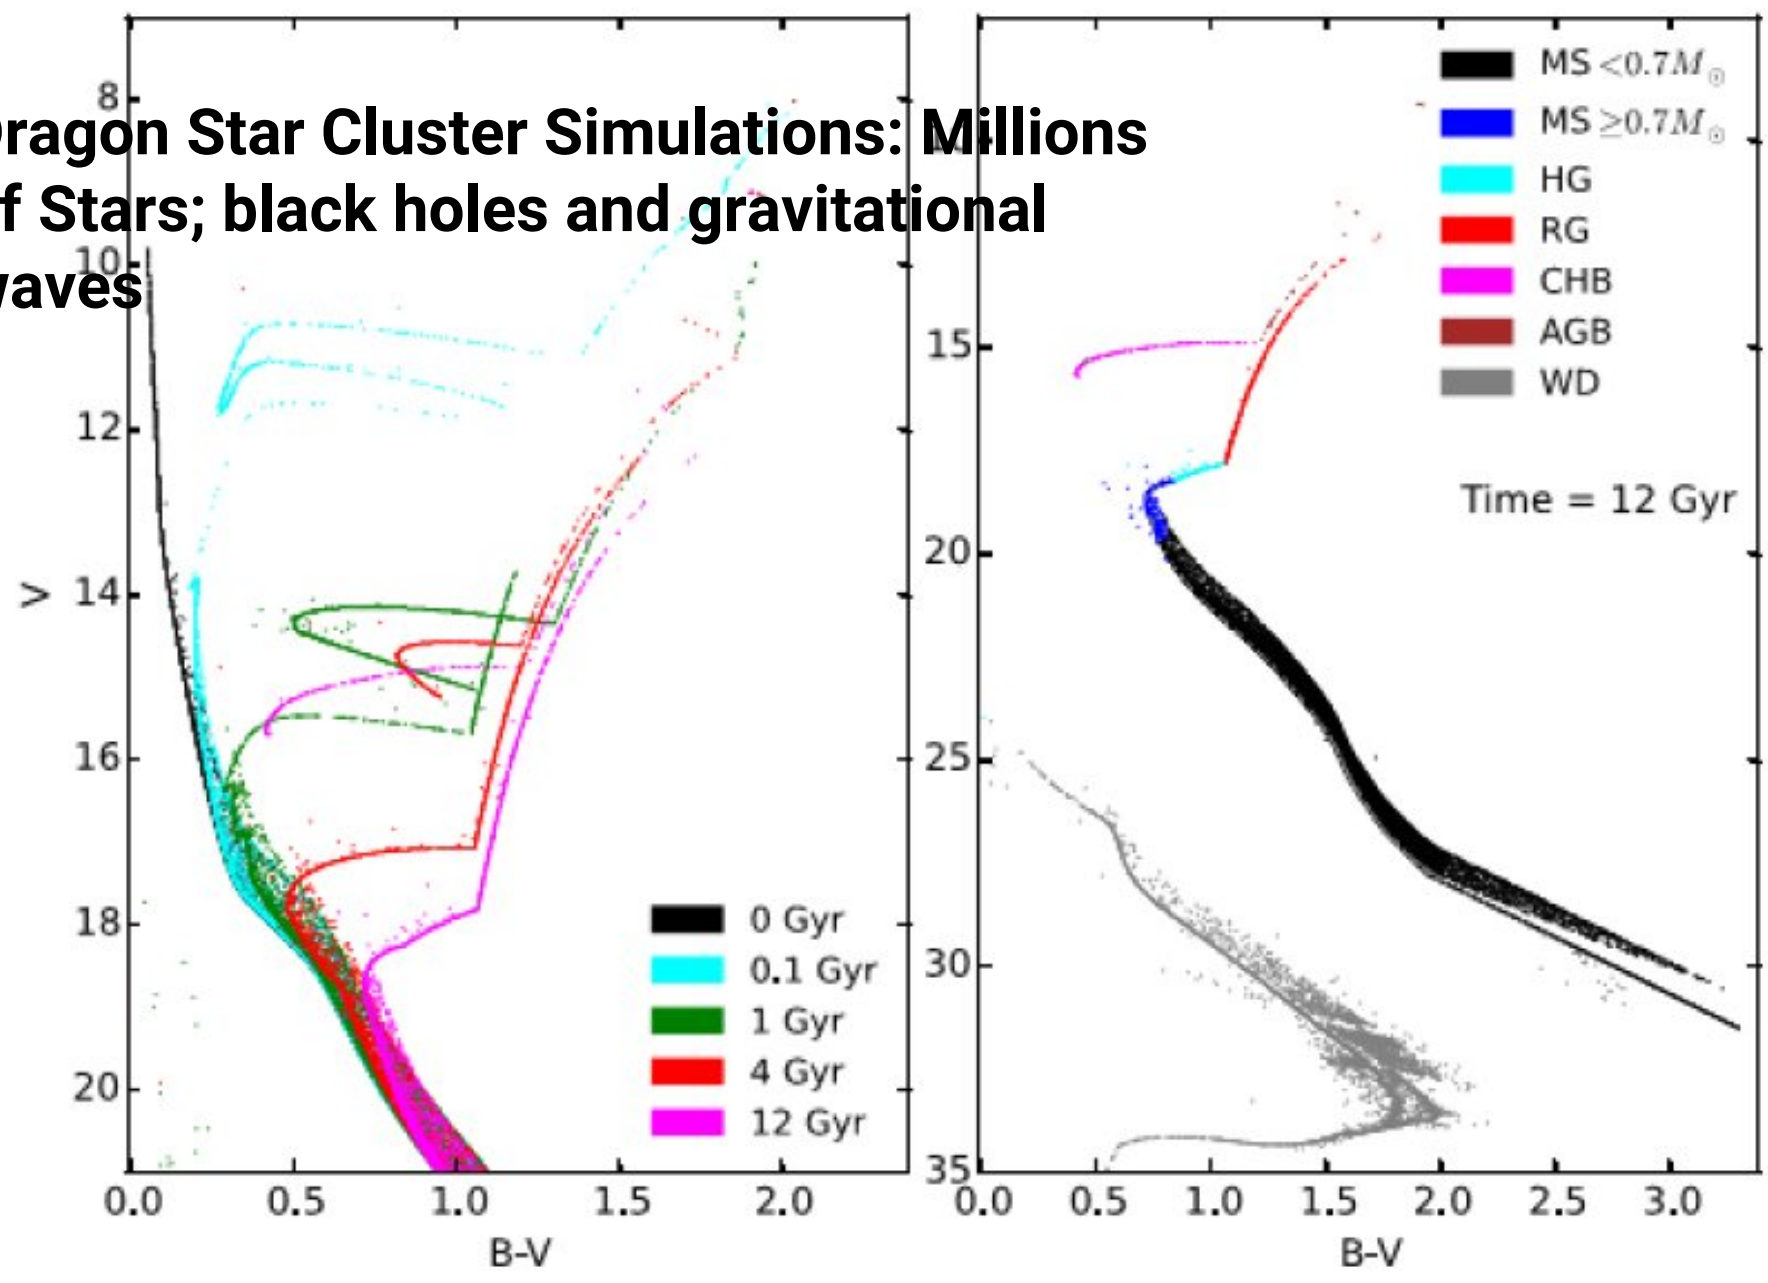 Dragon Star Cluster Simulations: Millions
f Stars; black holes and gravitational
waves
8
10
12
14
16
18
20
V
0.0 0.5 1.0 1.5 2.0
B-V
0 Gyr
0.1 Gyr
1 Gyr
4 Gyr
12 Gyr
10
15
20
25
30
35
0.0 0.5 1.0 1.5 2.0 2.5 3.0
B-V
MS <0.7M☉
MS ≥0.7M☉
HG
RG
CHB
AGB
WD
Time = 12 Gyr